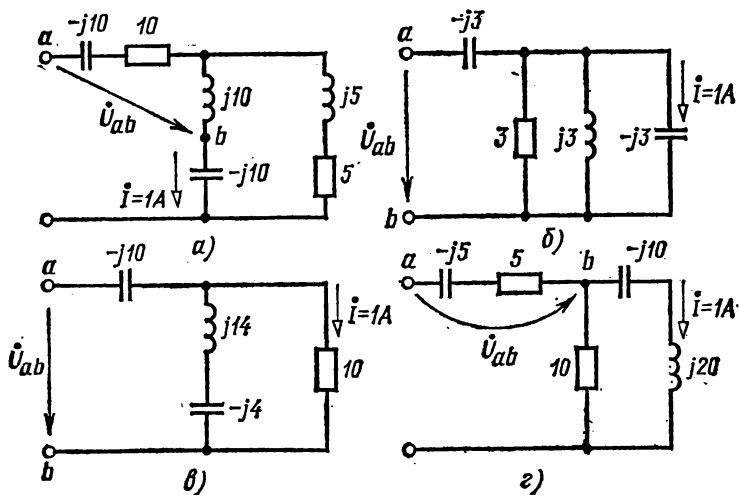 -j10 10
a
j10 j5
U̇ab
b
İ=1A -j10 5
а)
-j3
a
İ=1A
U̇ab 3 j3 -j3
b
б)
-j10
a
İ=1A
j14
U̇ab
10
-j4
b
в)
-j5 5 b -j10
a
İ=1A
U̇ab 10 j20
г)